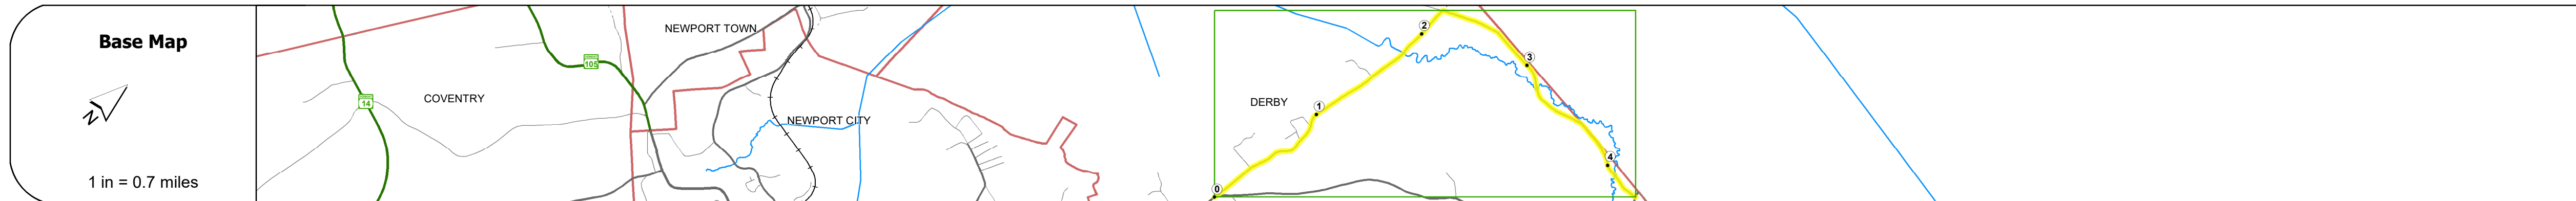 Base Map
N
1 in = 0.7 miles
14
COVENTRY
105
NEWPORT TOWN
NEWPORT CITY
DERBY
0
1
2
3
4